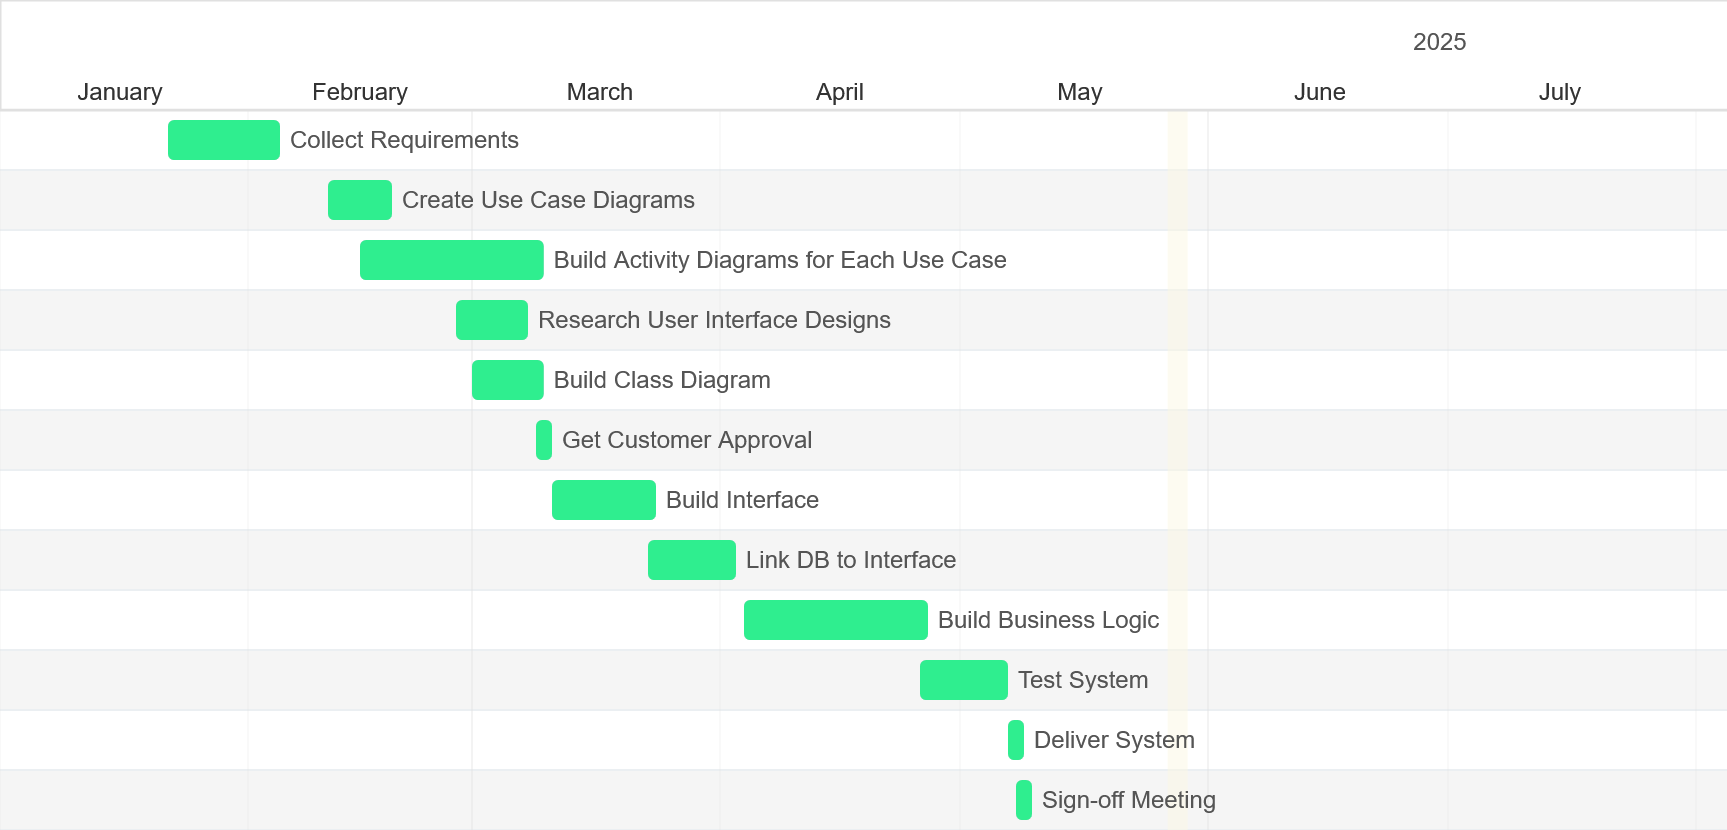 2025
January February March April May June July
Collect Requirements
Create Use Case Diagrams
Build Activity Diagrams for Each Use Case
Research User Interface Designs
Build Class Diagram
Get Customer Approval
Build Interface
Link DB to Interface
Build Business Logic
Test System
Deliver System
Sign-off Meeting